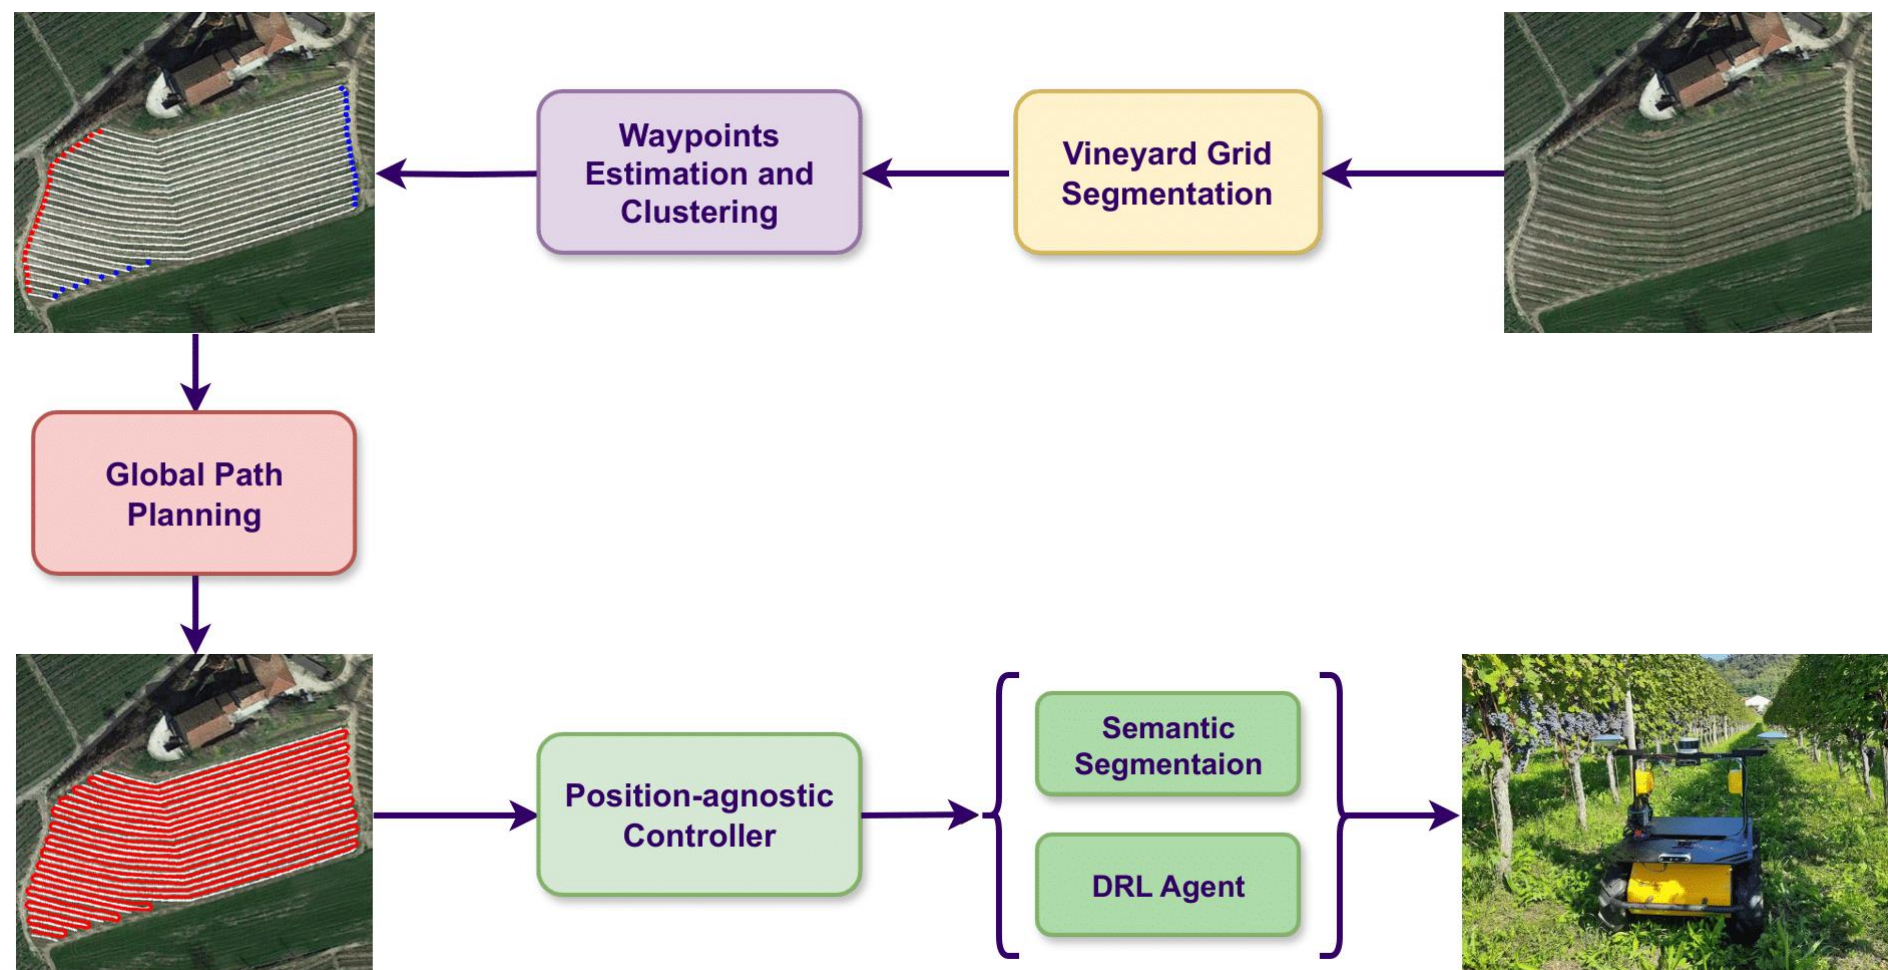 Waypoints
Estimation and
Clustering
Vineyard Grid
Segmentation
Global Path
Planning
Position-agnostic
Controller
Semantic
Segmentaion
DRL Agent